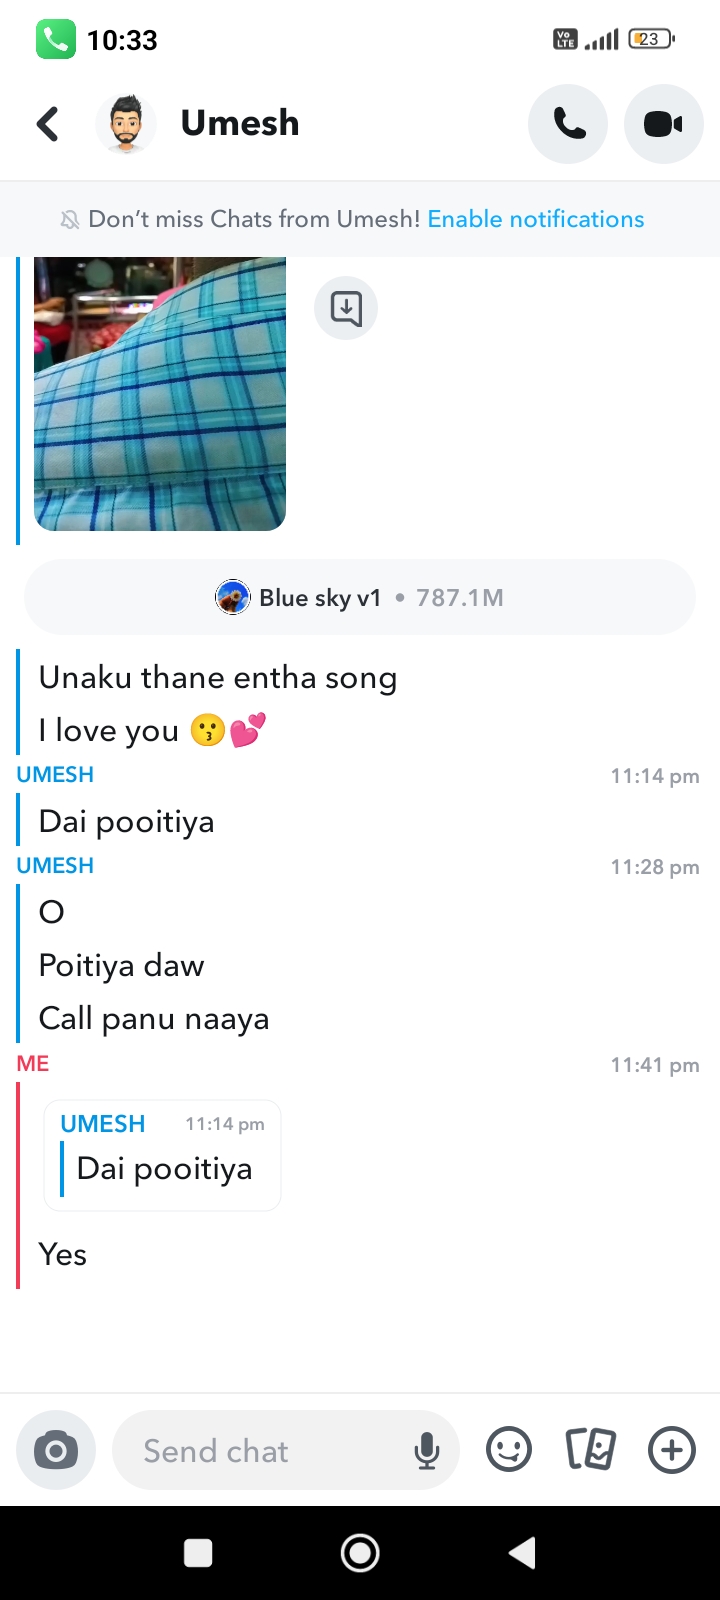 10:33
Vo LTE
23
Umesh
Don’t miss Chats from Umesh! Enable notifications
Blue sky v1 • 787.1M
Unaku thane entha song
I love you 😗💕
UMESH 11:14 pm
Dai pooitiya
UMESH 11:28 pm
O
Poitiya daw
Call panu naaya
ME 11:41 pm
UMESH 11:14 pm
Dai pooitiya
Yes
Send chat